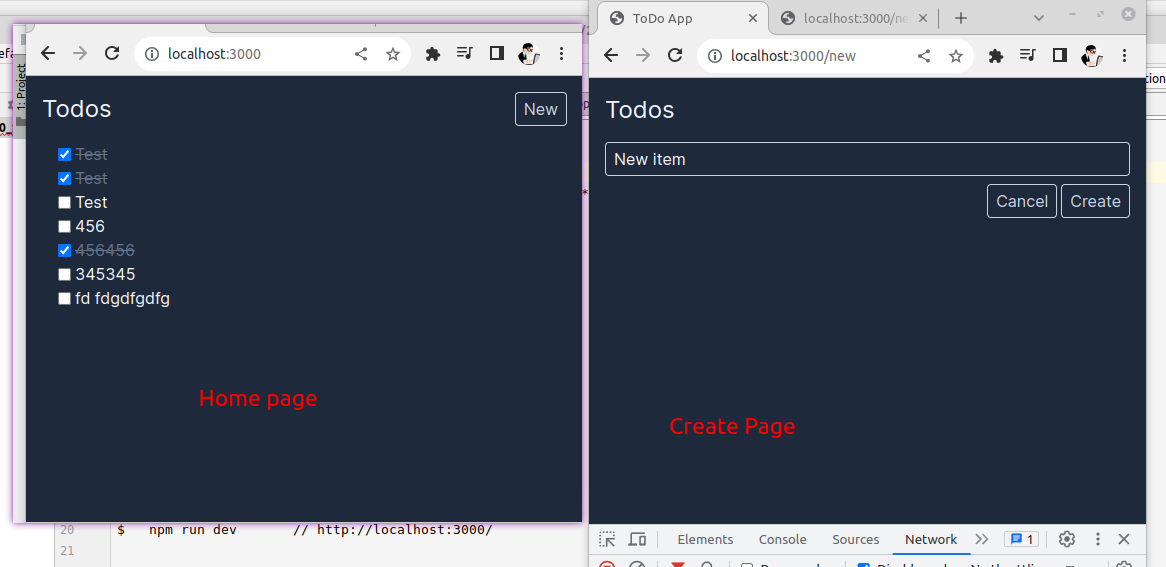 localhost:3000
1: Project
Todos
New
Test
Test
Test
456
456456
345345
fd fdgdfgdfg
Home page
20 $ npm run dev // http://localhost:3000/
21
ToDo App
localhost:3000/ne
localhost:3000/new
Todos
New item
Cancel Create
Create Page
Elements Console Sources Network 1